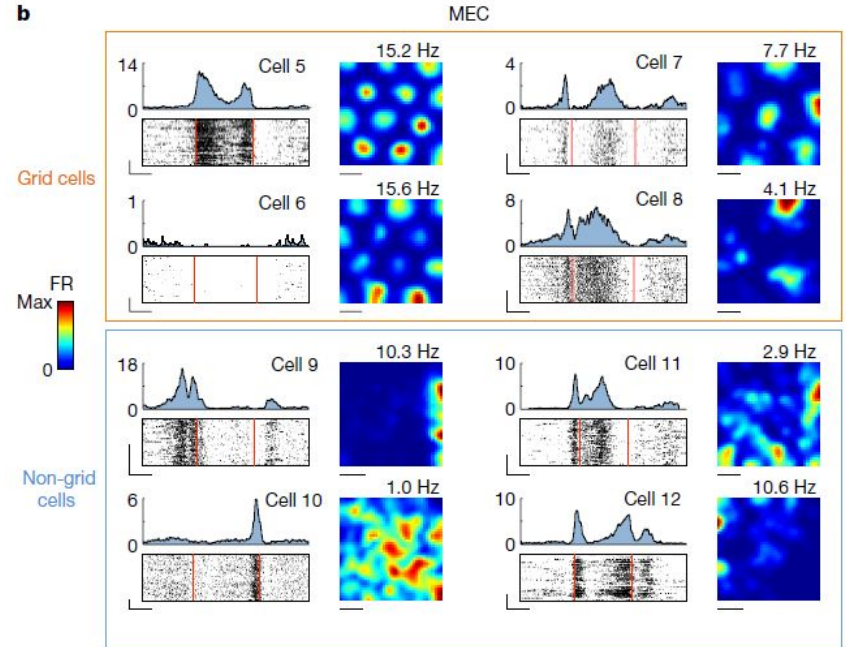 b
MEC
Grid cells
FR
Max
0
Non-grid
cells
14
0
Cell 5
15.2 Hz
4
0
Cell 7
7.7 Hz
1
0
Cell 6
15.6 Hz
8
0
Cell 8
4.1 Hz
18
0
Cell 9
10.3 Hz
10
0
Cell 11
2.9 Hz
6
0
Cell 10
1.0 Hz
10
0
Cell 12
10.6 Hz